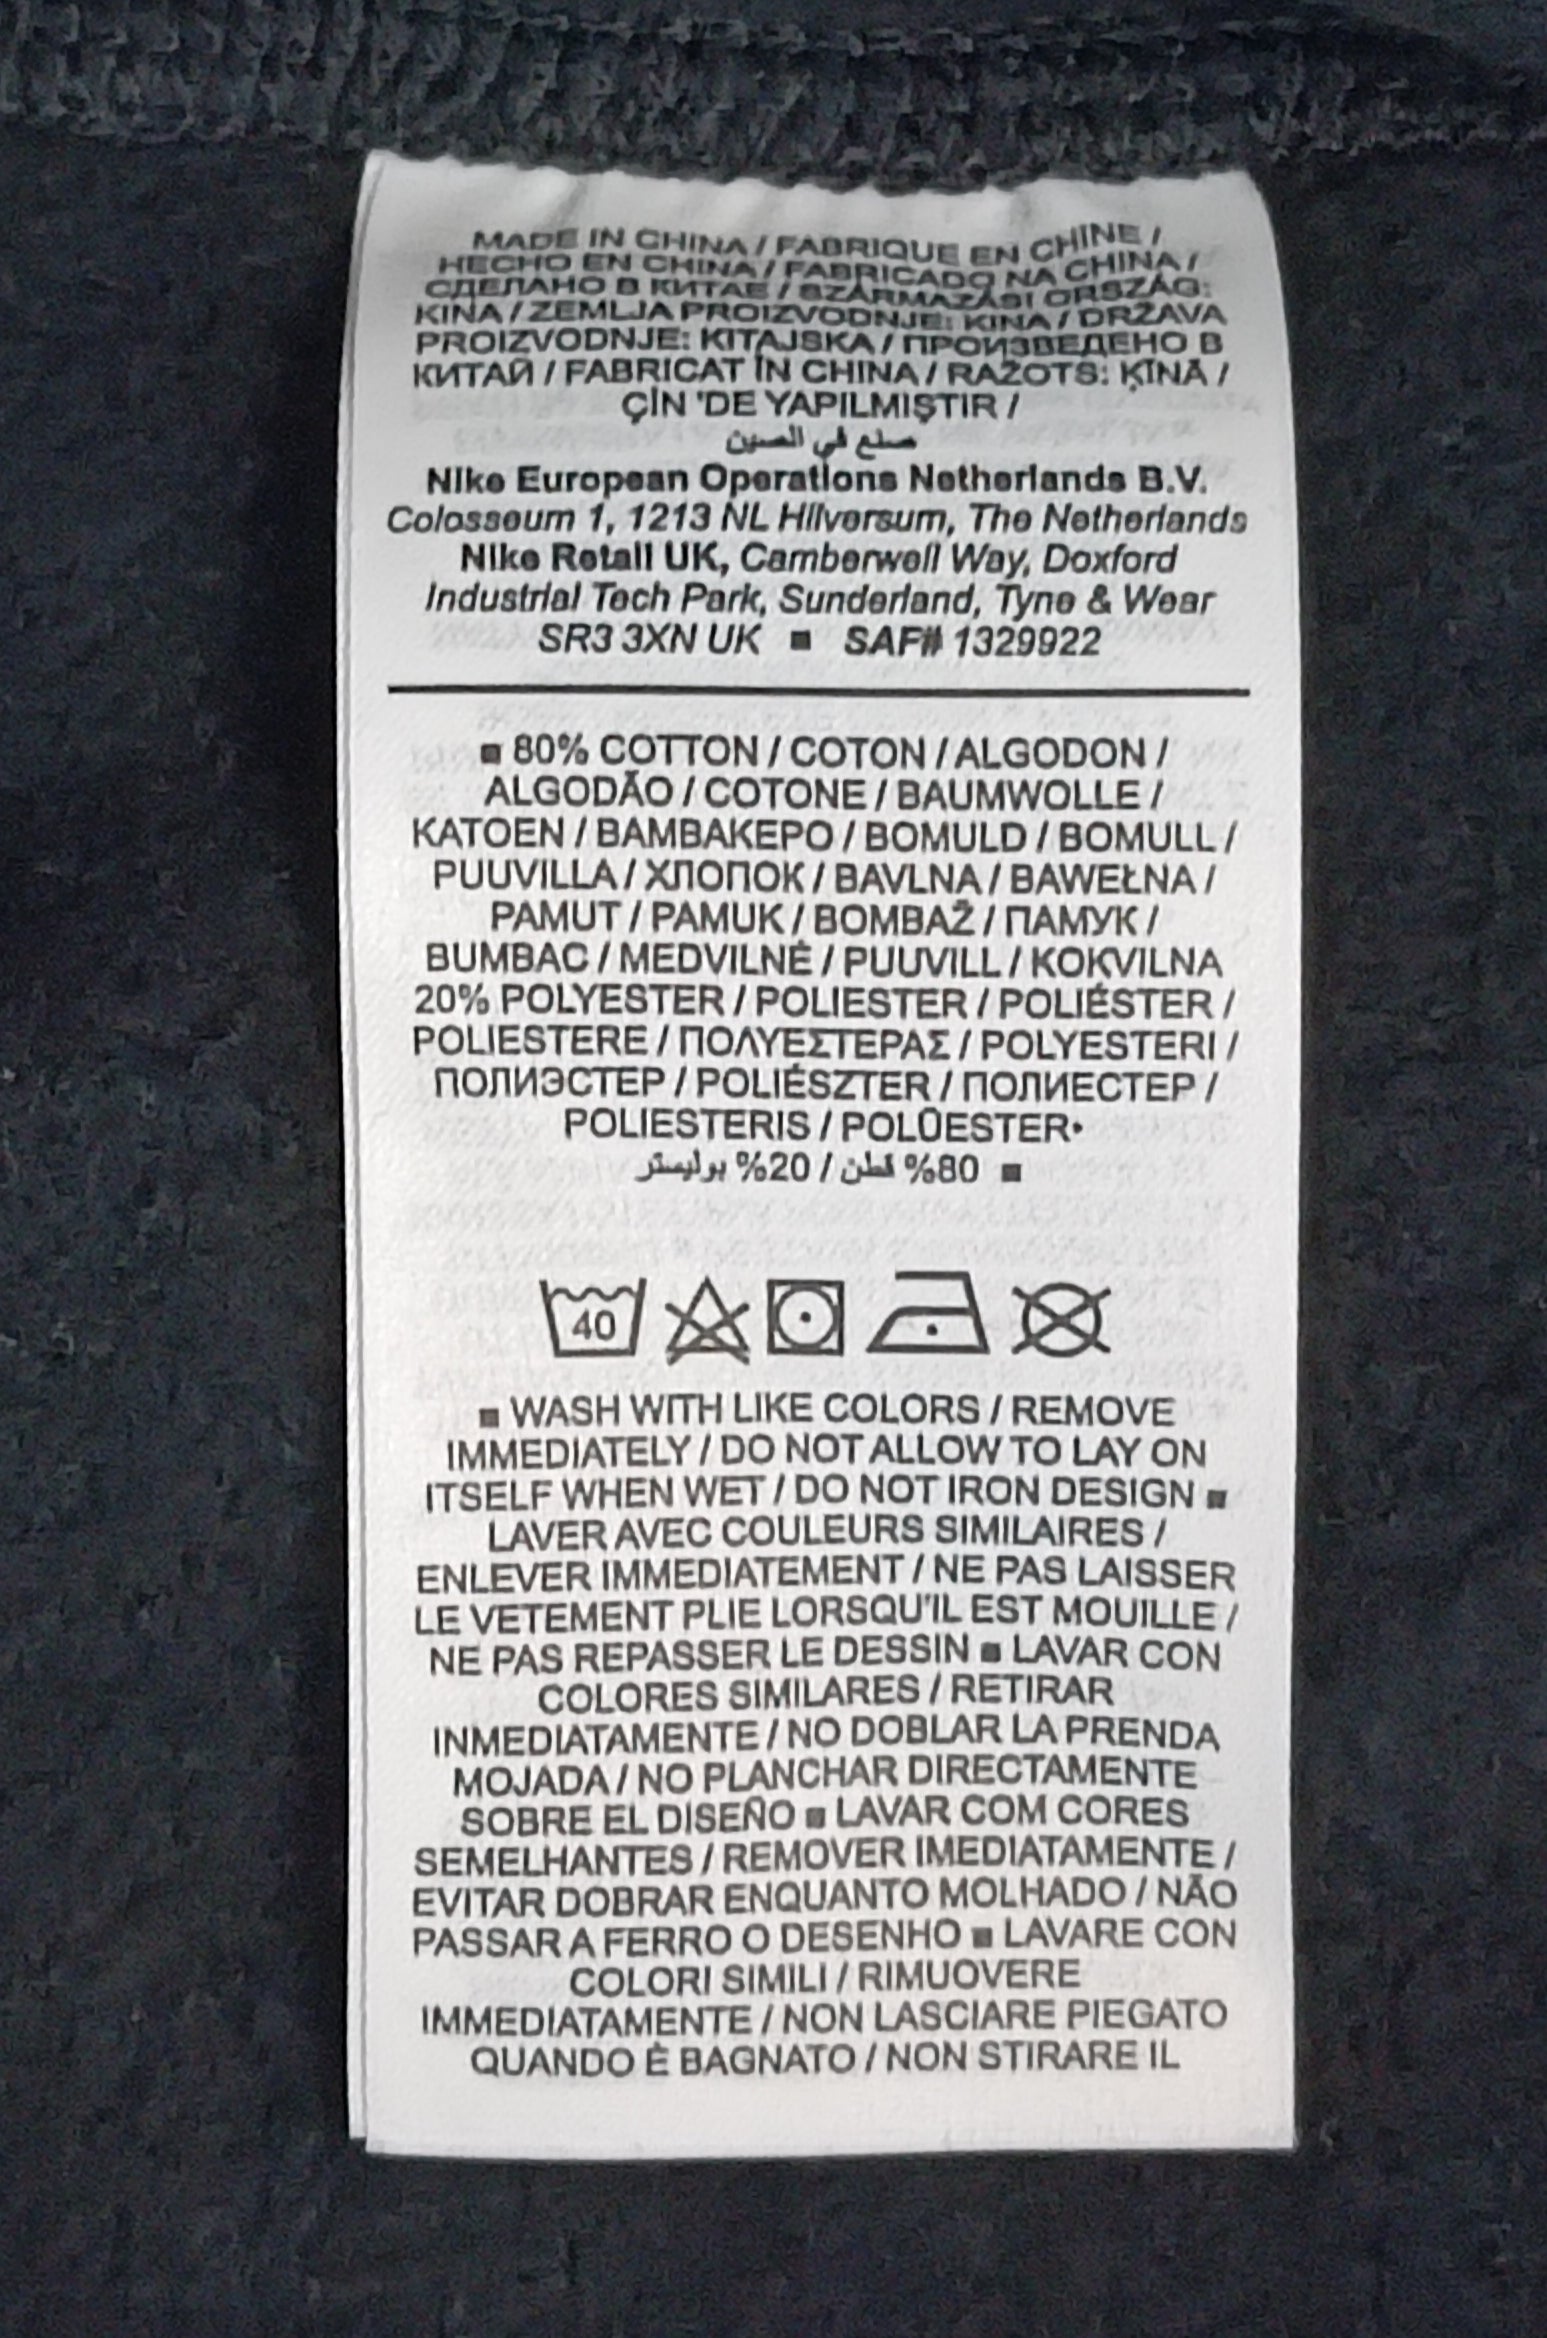 MADE IN CHINA / FABRIQUE EN CHINE /
HECHO EN CHINA / FABRICADO NA CHINA /
СДЕЛАНО В КИТАЕ / SZÁRMAZÁSI ORSZÁG:
KÍNA / ZEMLJA PROIZVODNJE: KINA / DRŽAVA
PROIZVODNJE: KITAJSKA / ПРОИЗВЕДЕНО В
КИТАЙ / FABRICAT ÎN CHINA / RAŽOTS: ĶĪNĀ /
ÇİN 'DE YAPILMIŞTIR /
صنع في الصين
Nike European Operations Netherlands B.V.
Colosseum 1, 1213 NL Hilversum, The Netherlands
Nike Retail UK, Camberwell Way, Doxford
Industrial Tech Park, Sunderland, Tyne & Wear
SR3 3XN UK ■ SAF# 1329922
■ 80% COTTON / COTON / ALGODON /
ALGODÃO / COTONE / BAUMWOLLE /
KATOEN / ΒΑΜΒΑΚΕΡΟ / BOMULD / BOMULL /
PUUVILLA / ХЛОПОК / BAVLNA / BAWEŁNA /
PAMUT / PAMUK / BOMBAŽ / ПАМУК /
BUMBAC / MEDVILNĖ / PUUVILL / KOKVILNA
20% POLYESTER / POLIESTER / POLIÉSTER /
POLIESTERE / ΠΟΛΥΕΣΤΕΡΑΣ / POLYESTERI /
ПОЛИЭСТЕР / POLIÉSZTER / ПОЛИЕСТЕР /
POLIESTERIS / POLÜESTER•
■ 80% قطن / 20% بوليستر
40
■ WASH WITH LIKE COLORS / REMOVE
IMMEDIATELY / DO NOT ALLOW TO LAY ON
ITSELF WHEN WET / DO NOT IRON DESIGN ■
LAVER AVEC COULEURS SIMILAIRES /
ENLEVER IMMEDIATEMENT / NE PAS LAISSER
LE VETEMENT PLIE LORSQU'IL EST MOUILLE /
NE PAS REPASSER LE DESSIN ■ LAVAR CON
COLORES SIMILARES / RETIRAR
INMEDIATAMENTE / NO DOBLAR LA PRENDA
MOJADA / NO PLANCHAR DIRECTAMENTE
SOBRE EL DISEÑO ■ LAVAR COM CORES
SEMELHANTES / REMOVER IMEDIATAMENTE /
EVITAR DOBRAR ENQUANTO MOLHADO / NÃO
PASSAR A FERRO O DESENHO ■ LAVARE CON
COLORI SIMILI / RIMUOVERE
IMMEDIATAMENTE / NON LASCIARE PIEGATO
QUANDO È BAGNATO / NON STIRARE IL